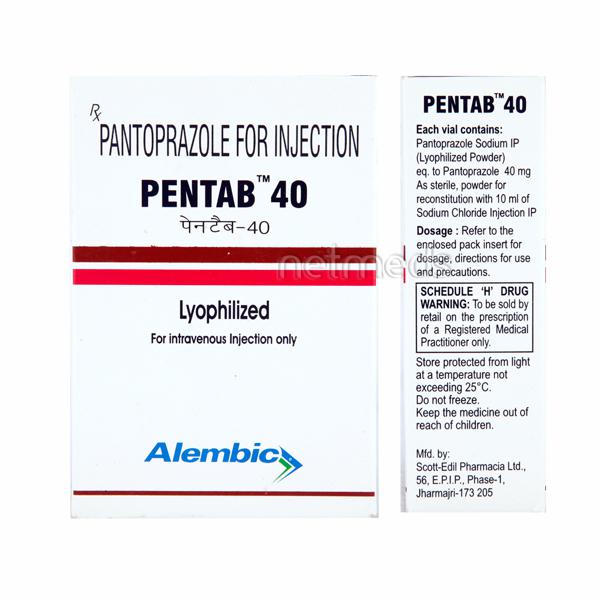 Rx
PANTOPRAZOLE FOR INJECTION
PENTAB™ 40
पेनटैब-40
Lyophilized
For intravenous Injection only
Alembic
netmeds
PENTAB™40
Each vial contains:
Pantoprazole Sodium IP
(Lyophilized Powder)
eq. to Pantoprazole 40 mg
As sterile, powder for
reconstitution with 10 ml of
Sodium Chloride Injection IP
Dosage : Refer to the
enclosed pack insert for
dosage, directions for use
and precautions.
SCHEDULE 'H' DRUG
WARNING: To be sold by
retail on the prescription
of a Registered Medical
Practitioner only.
Store protected from light
at a temperature not
exceeding 25°C.
Do not freeze.
Keep the medicine out of
reach of children.
Mfd. by:
Scott-Edil Pharmacia Ltd.,
56, E.P.I.P., Phase-1,
Jharmajri-173 205